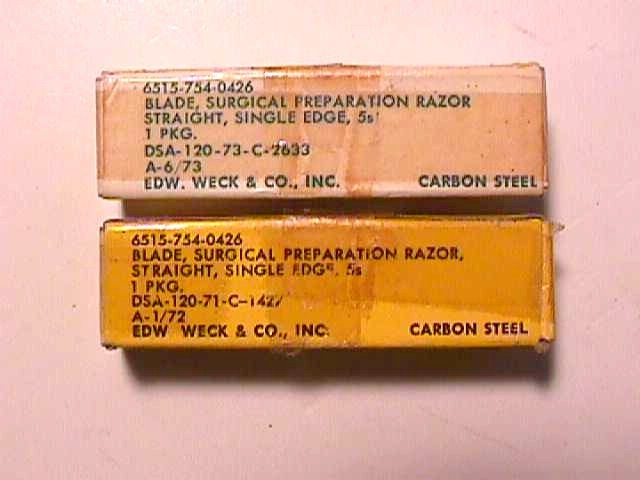 6515-754-0426
BLADE, SURGICAL PREPARATION RAZOR
STRAIGHT, SINGLE EDGE, 5s
1 PKG.
DSA-120-73-C-2633
A-6/73
EDW. WECK & CO., INC. CARBON STEEL
6515-754-0426
BLADE, SURGICAL PREPARATION RAZOR,
STRAIGHT, SINGLE EDGE, 5s
1 PKG.
DSA-120-71-C-1427
A-1/72
EDW WECK & CO., INC. CARBON STEEL